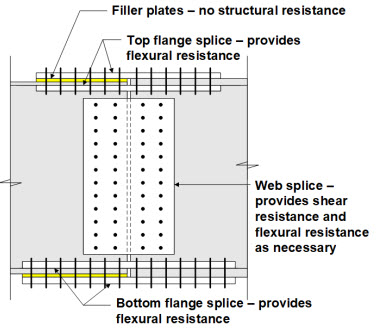 Filler plates – no structural resistance
Top flange splice – provides
flexural resistance
Web splice –
provides shear
resistance and
flexural resistance
as necessary
Bottom flange splice – provides
flexural resistance